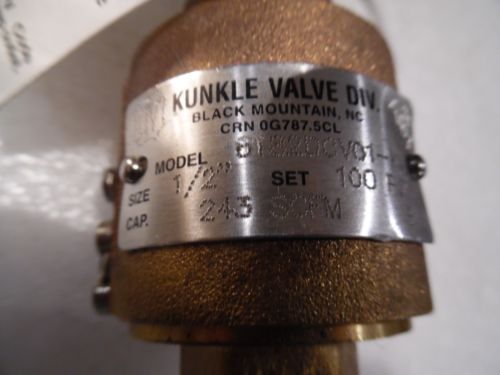 KUNKLE VALVE DIV.
BLACK MOUNTAIN, NC
CRN 0G787.5CL
MODEL
SIZE 1/2" SET 100
CAP. 243 SCFM